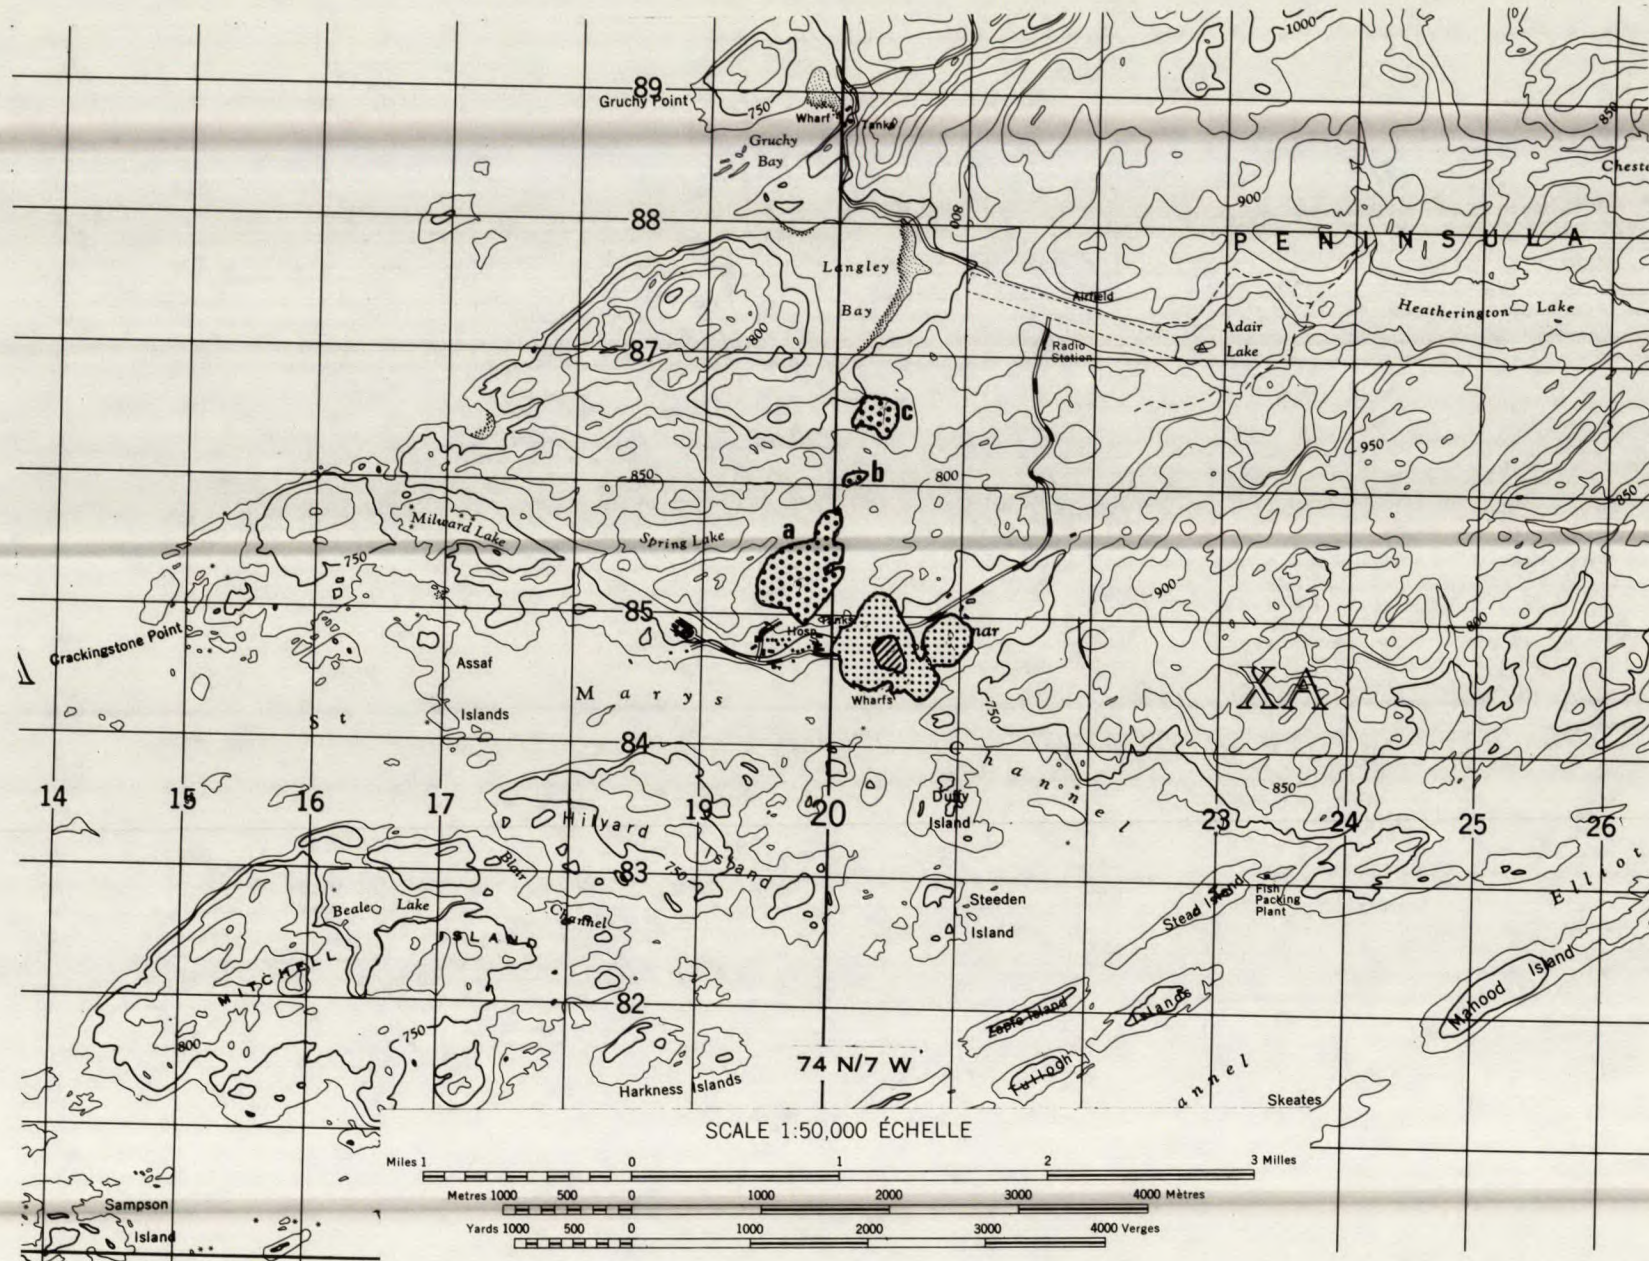 1000
89
Gruchy Point
750
Wharf
Tanks
850
Gruchy
Bay
900
88
800
PENINSULA
Langley
Bay
Airfield
Heatherington Lake
Adair
Lake
87
800
Radio
Station
c
950
850
b
800
850
Milward Lake
Spring Lake
a
750
900
85
Tanks
Hosp
800
Crackingstone Point
Assaf
Islands
St Marys Channel
XA
Wharfs
750
84
850
14
15
16
17
19
20
23
24
25
26
Duffy
Island
Hilyard Island
750
83
Blair Channel
Beale Lake
Steeden
Island
Stead Island
Fish
Packing
Plant
Elliot
MITCHELL ISLAND
Mahood Island
82
750
800
Islands
Tulloch
74 N/7 W
Harkness Islands
annel
Skeates
SCALE 1:50,000 ÉCHELLE
Miles 1 0 1 2 3 Milles
Metres 1000 500 0 1000 2000 3000 4000 Mètres
Yards 1000 500 0 1000 2000 3000 4000 Verges
Sampson
Island